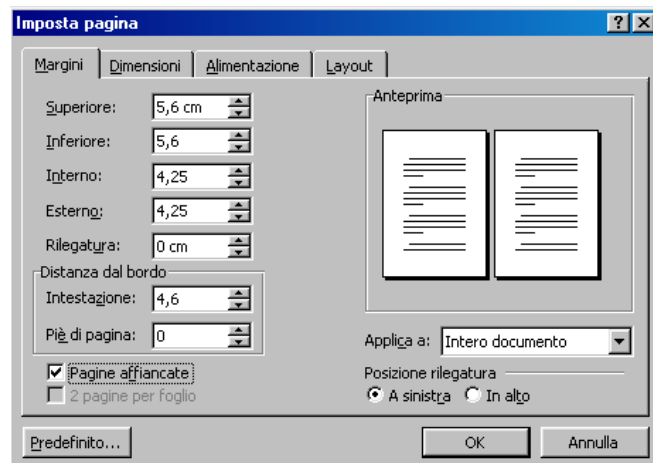 Imposta pagina
Margini Dimensioni Alimentazione Layout
Superiore: 5,6 cm
Inferiore: 5,6
Interno: 4,25
Esterno: 4,25
Rilegatura: 0 cm
Distanza dal bordo
Intestazione: 4,6
Piè di pagina: 0
Pagine affiancate
2 pagine per foglio
Anteprima
Applica a: Intero documento
Posizione rilegatura
A sinistra In alto
Predefinito... OK Annulla